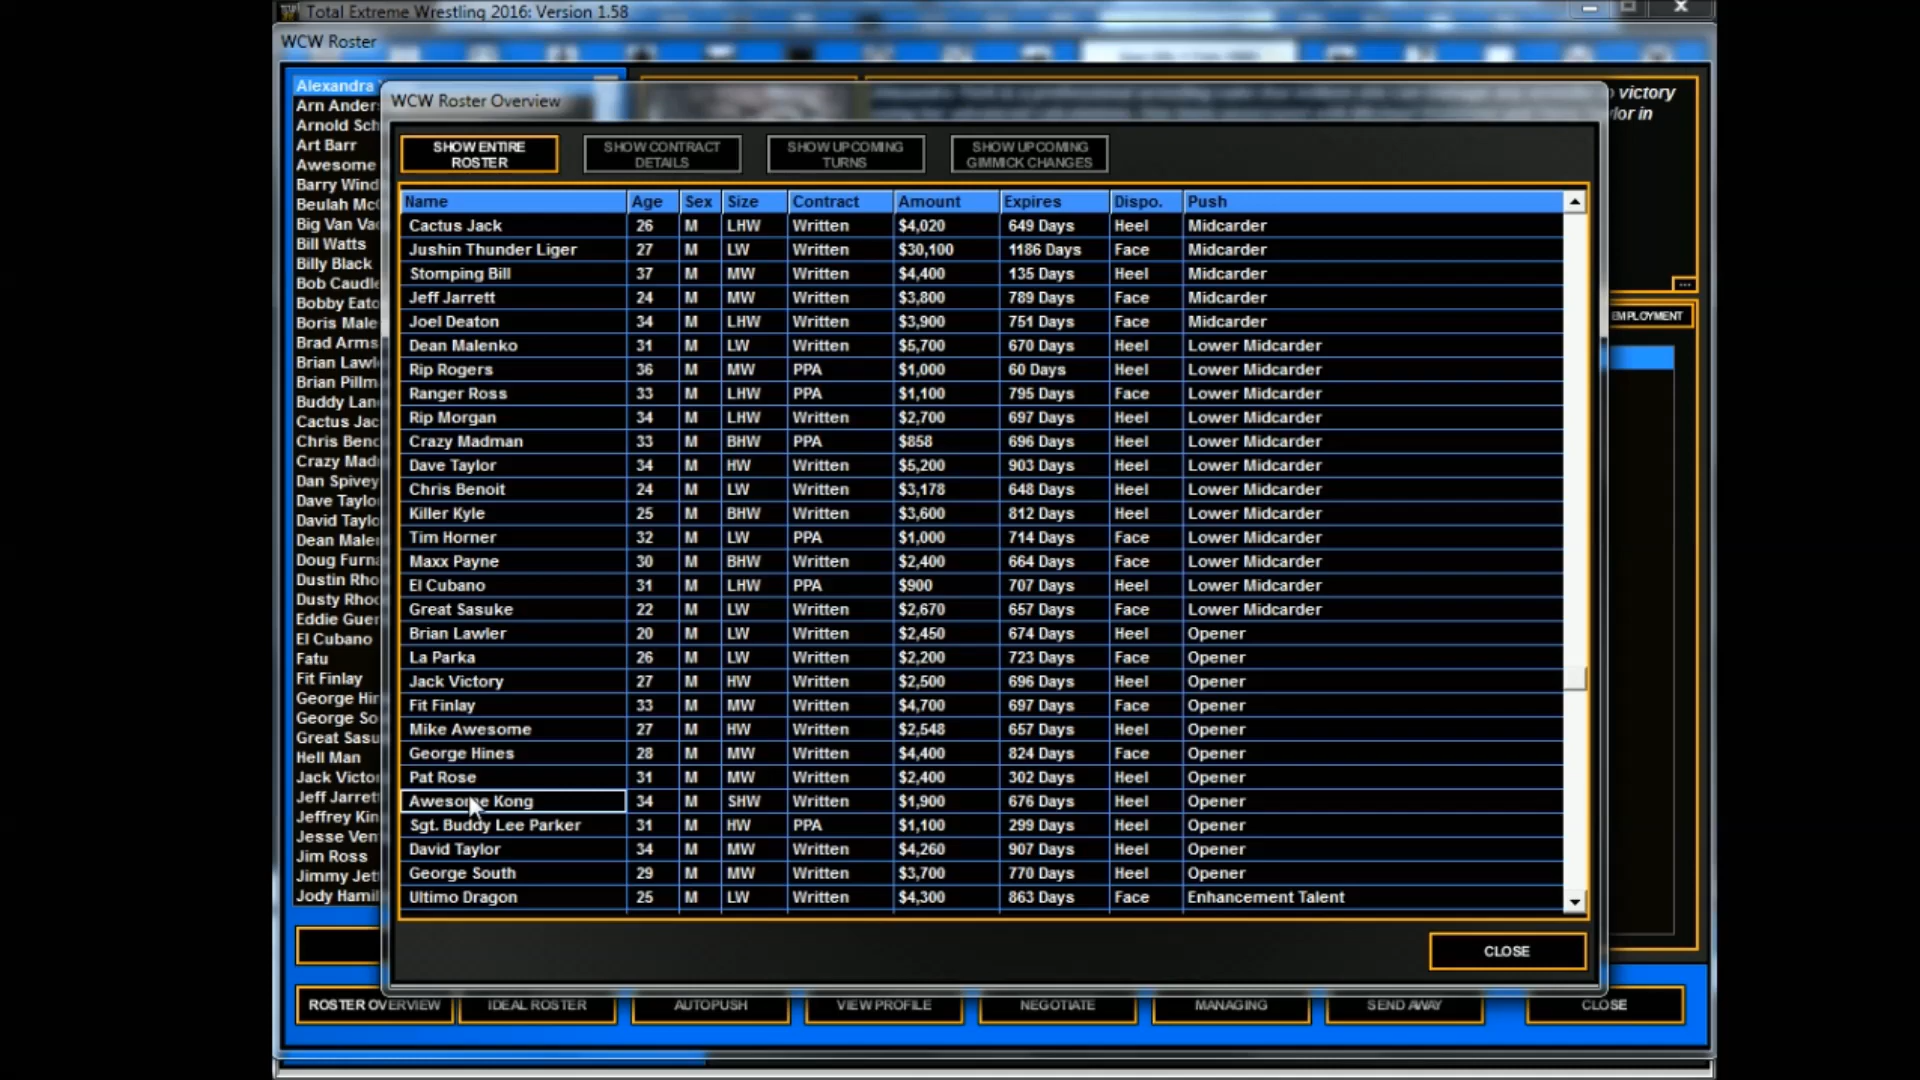 Total Extreme Wrestling 2016: Version 1.58
WCW Roster
Alexandra
Arn Ander
Arnold Sch
Art Barr
Awesome
Barry Wind
Beulah Mc
Big Van Va
Bill Watts
Billy Black
Bob Caudle
Bobby Eato
Boris Male
Brad Arms
Brian Lawl
Brian Pillm
Buddy Lan
Cactus Jac
Chris Beno
Crazy Mad
Dan Spivey
Dave Taylo
David Taylo
Dean Maler
Doug Furna
Dustin Rho
Dusty Rhoc
Eddie Guer
El Cubano
Fatu
Fit Finlay
George Hin
George So
Great Sasu
Hell Man
Jack Victor
Jeff Jarrett
Jeffrey Kin
Jesse Ven
Jim Ross
Jimmy Jet
Jody Hamil
victory
lor in
...
EMPLOYMENT
WCW Roster Overview
SHOW ENTIRE ROSTER
SHOW CONTRACT DETAILS
SHOW UPCOMING TURNS
SHOW UPCOMING GIMMICK CHANGES
Name Age Sex Size Contract Amount Expires Dispo. Push
Cactus Jack 26 M LHW Written $4,020 649 Days Heel Midcarder
Jushin Thunder Liger 27 M LW Written $30,100 1186 Days Face Midcarder
Stomping Bill 37 M MW Written $4,400 135 Days Heel Midcarder
Jeff Jarrett 24 M MW Written $3,800 789 Days Face Midcarder
Joel Deaton 34 M LHW Written $3,900 751 Days Face Midcarder
Dean Malenko 31 M LW Written $5,700 670 Days Heel Lower Midcarder
Rip Rogers 36 M MW PPA $1,000 60 Days Heel Lower Midcarder
Ranger Ross 33 M LHW PPA $1,100 795 Days Face Lower Midcarder
Rip Morgan 34 M LHW Written $2,700 697 Days Heel Lower Midcarder
Crazy Madman 33 M BHW PPA $858 696 Days Heel Lower Midcarder
Dave Taylor 34 M HW Written $5,200 903 Days Heel Lower Midcarder
Chris Benoit 24 M LW Written $3,178 648 Days Heel Lower Midcarder
Killer Kyle 25 M BHW Written $3,600 812 Days Heel Lower Midcarder
Tim Horner 32 M LW PPA $1,000 714 Days Face Lower Midcarder
Maxx Payne 30 M BHW Written $2,400 664 Days Face Lower Midcarder
El Cubano 31 M LHW PPA $900 707 Days Heel Lower Midcarder
Great Sasuke 22 M LW Written $2,670 657 Days Face Lower Midcarder
Brian Lawler 20 M LW Written $2,450 674 Days Heel Opener
La Parka 26 M LW Written $2,200 723 Days Face Opener
Jack Victory 27 M HW Written $2,500 696 Days Heel Opener
Fit Finlay 33 M MW Written $4,700 697 Days Face Opener
Mike Awesome 27 M HW Written $2,548 657 Days Heel Opener
George Hines 28 M MW Written $4,400 824 Days Face Opener
Pat Rose 31 M MW Written $2,400 302 Days Heel Opener
Awesome Kong 34 M SHW Written $1,900 676 Days Heel Opener
Sgt. Buddy Lee Parker 31 M HW PPA $1,100 299 Days Heel Opener
David Taylor 34 M MW Written $4,260 907 Days Heel Opener
George South 29 M MW Written $3,700 770 Days Heel Opener
Ultimo Dragon 25 M LW Written $4,300 863 Days Face Enhancement Talent
CLOSE
ROSTER OVERVIEW IDEAL ROSTER AUTOPUSH VIEW PROFILE NEGOTIATE MANAGING SEND AWAY CLOSE